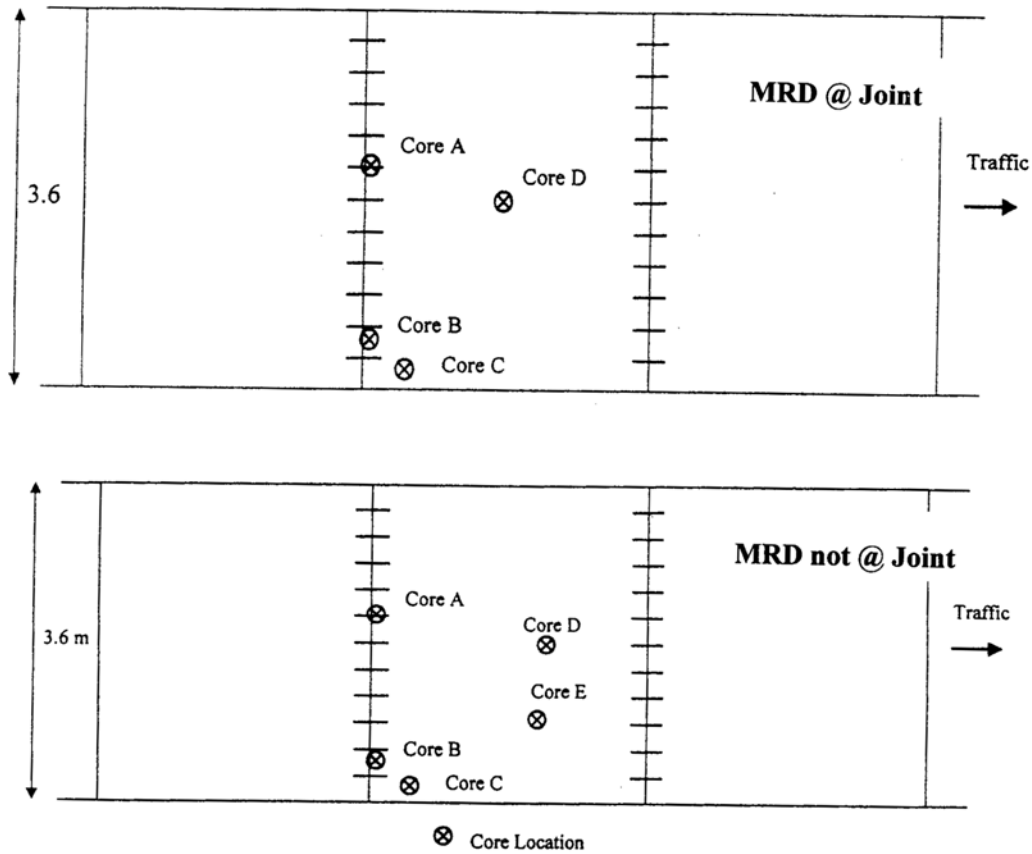 MRD @ Joint
Core A
Traffic
Core D
3.6
Core B
Core C
MRD not @ Joint
Core A
Traffic
Core D
3.6 m
Core E
Core B
Core C
Core Location